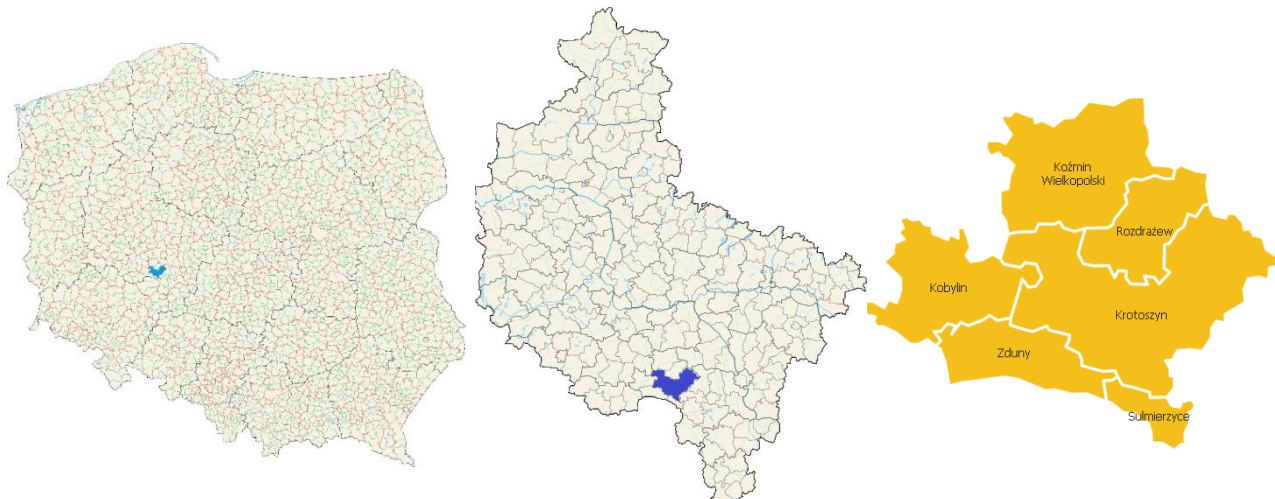 Koźmin
Wielkopolski
Rozdrażew
Kobylin
Krotoszyn
Zduny
Sulmierzyce